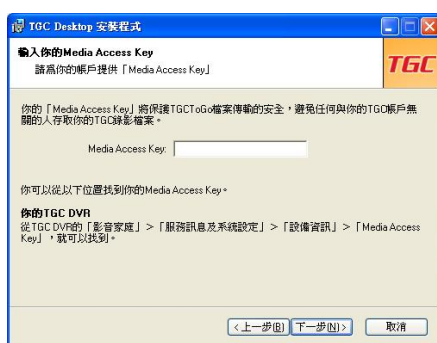 TGC Desktop 安裝程式
輸入你的Media Access Key
請爲你的帳戶提供「Media Access Key」
TGC
你的「Media Access Key」將保護TGCToGo檔案傳輸的安全，避免任何與你的TGC帳戶無
關的人存取你的TGC錄影檔案。
Media Access Key:
你可以從以下位置找到你的Media Access Key。
你的TGC DVR
從TGC DVR的「影音家庭」>「服務訊息及系統設定」>「設備資訊」>「Media Access
Key」，就可以找到。
<上一步(B) 下一步(N)> 取消